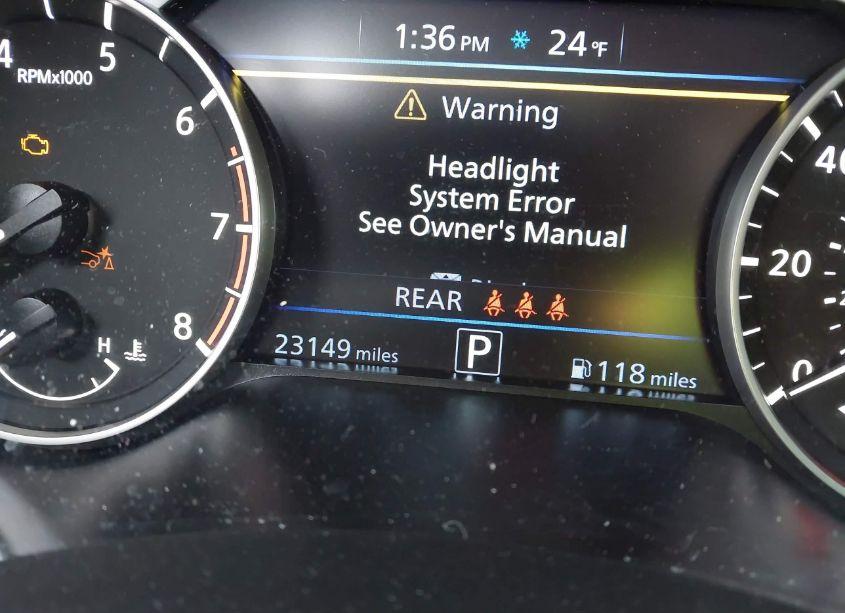 4
5
RPMx1000
6
7
8
H
1:36 PM
24 °F
Warning
Headlight
System Error
See Owner's Manual
REAR
23149 miles
P
118 miles
40
20
0